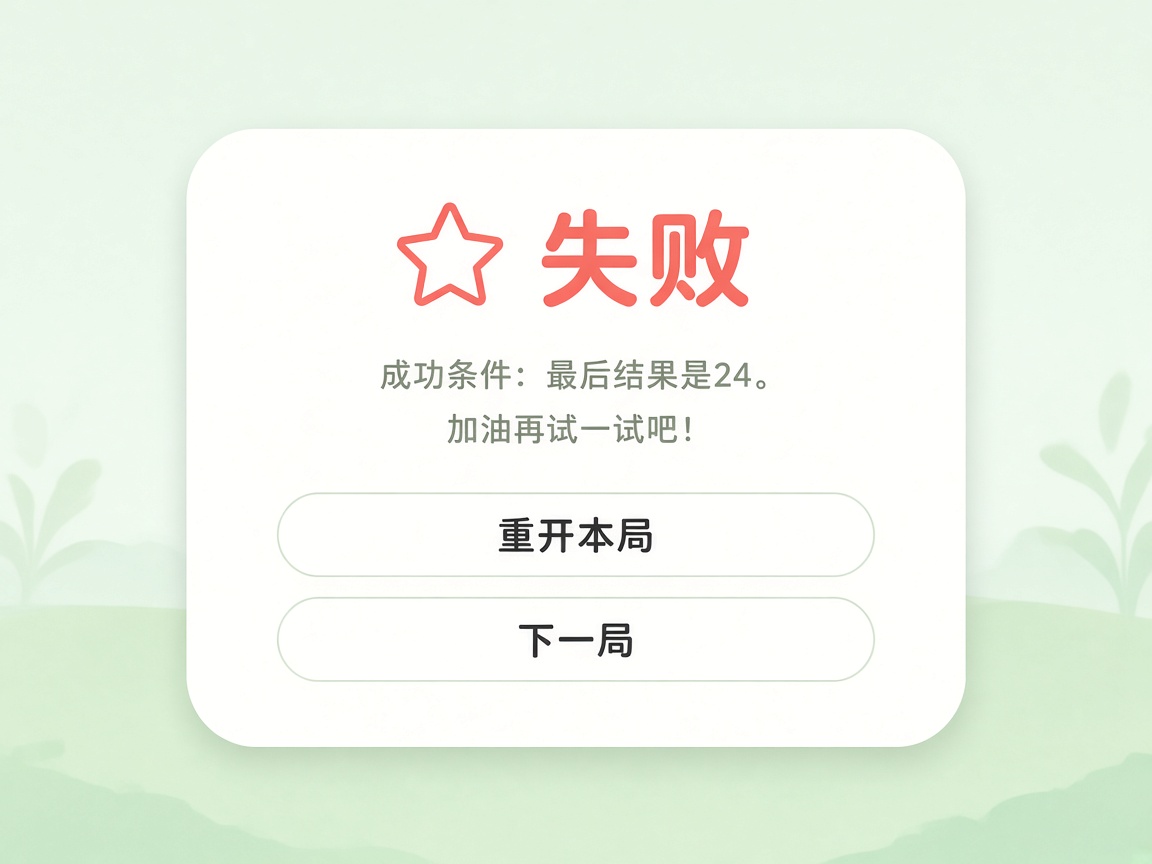 失败
成功条件：最后结果是24。
加油再试一试吧！
重开本局
下一局